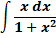 ∫ x dx / (1 + x²)